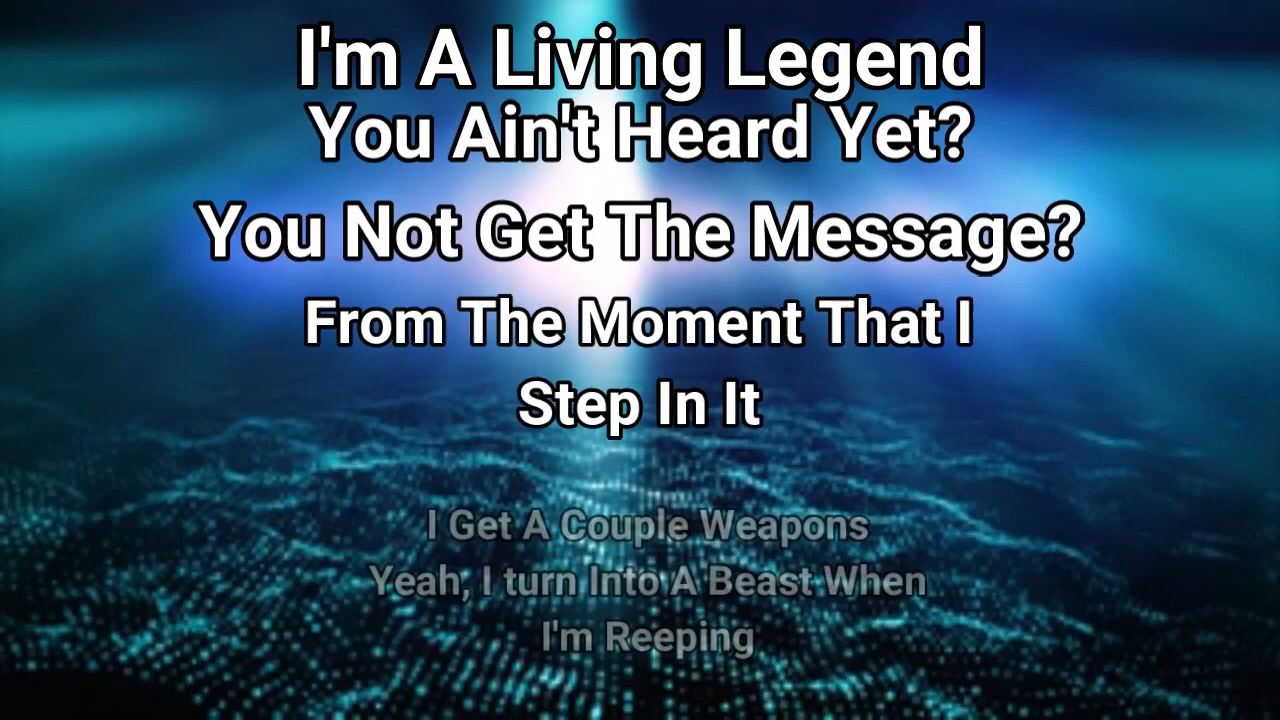 I'm A Living Legend
You Ain't Heard Yet?
You Not Get The Message?
From The Moment That I
Step In It
I Get A Couple Weapons
Yeah, I turn Into A Beast When
I'm Reeping